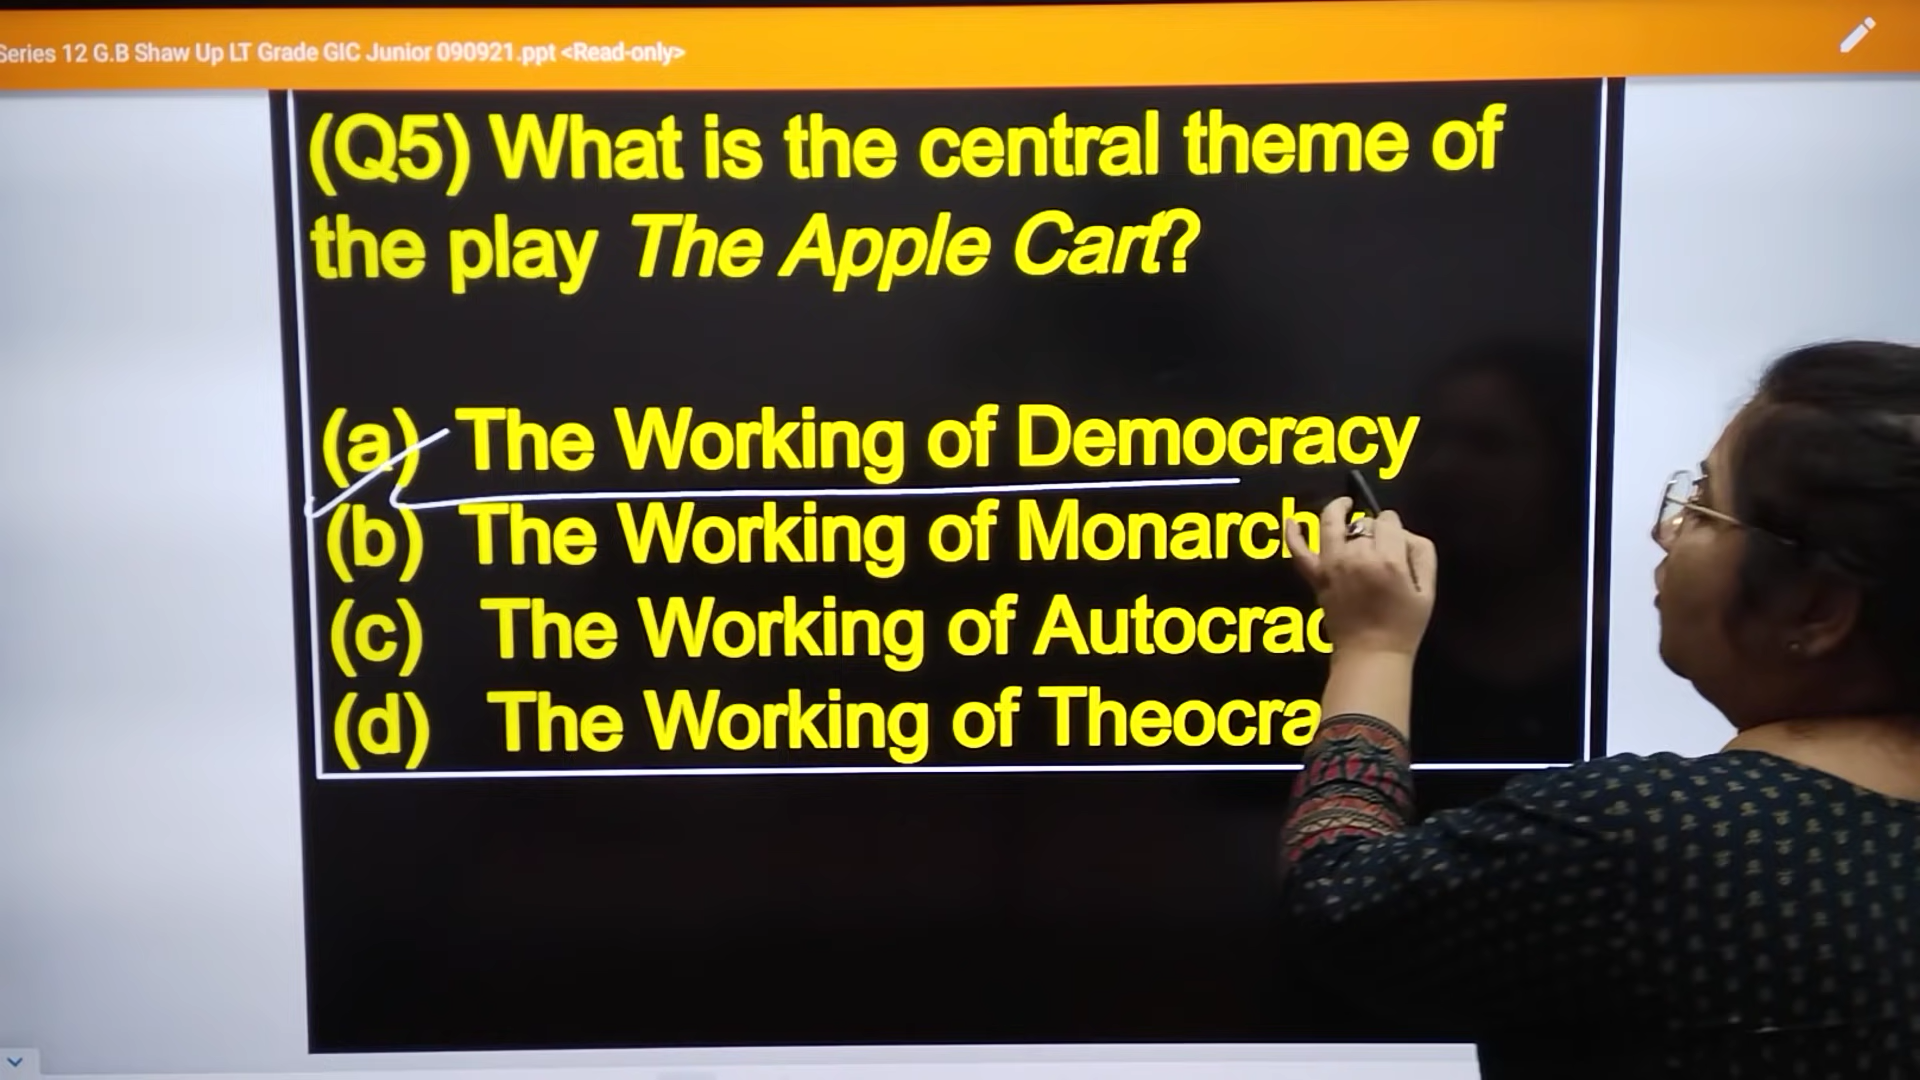 Series 12 G.B Shaw Up LT Grade GIC Junior 090921.ppt <Read-only>
(Q5) What is the central theme of
the play The Apple Cart?
(a) The Working of Democracy
(b) The Working of Monarchy
(c) The Working of
(d) The Working of